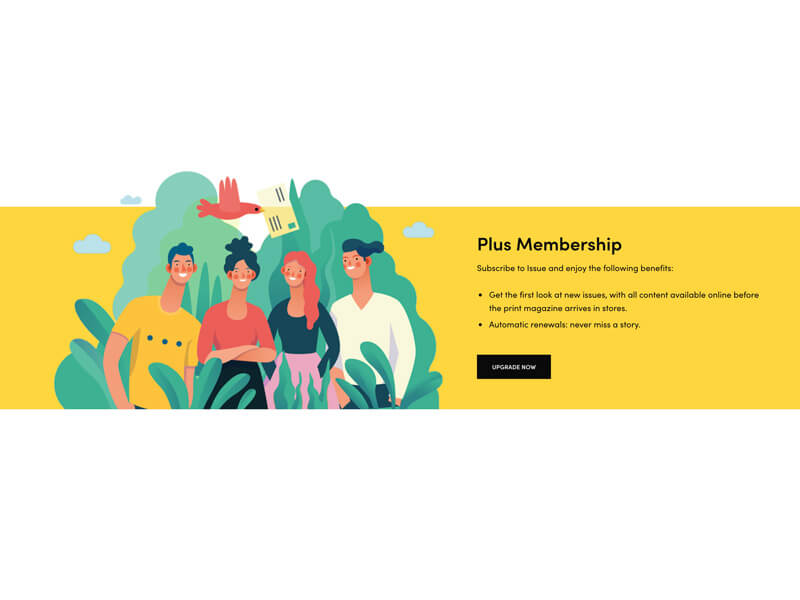 Plus Membership
Subscribe to Issue and enjoy the following benefits:
• Get the first look at new issues, with all content available online before
the print magazine arrives in stores.
• Automatic renewals: never miss a story.
UPGRADE NOW